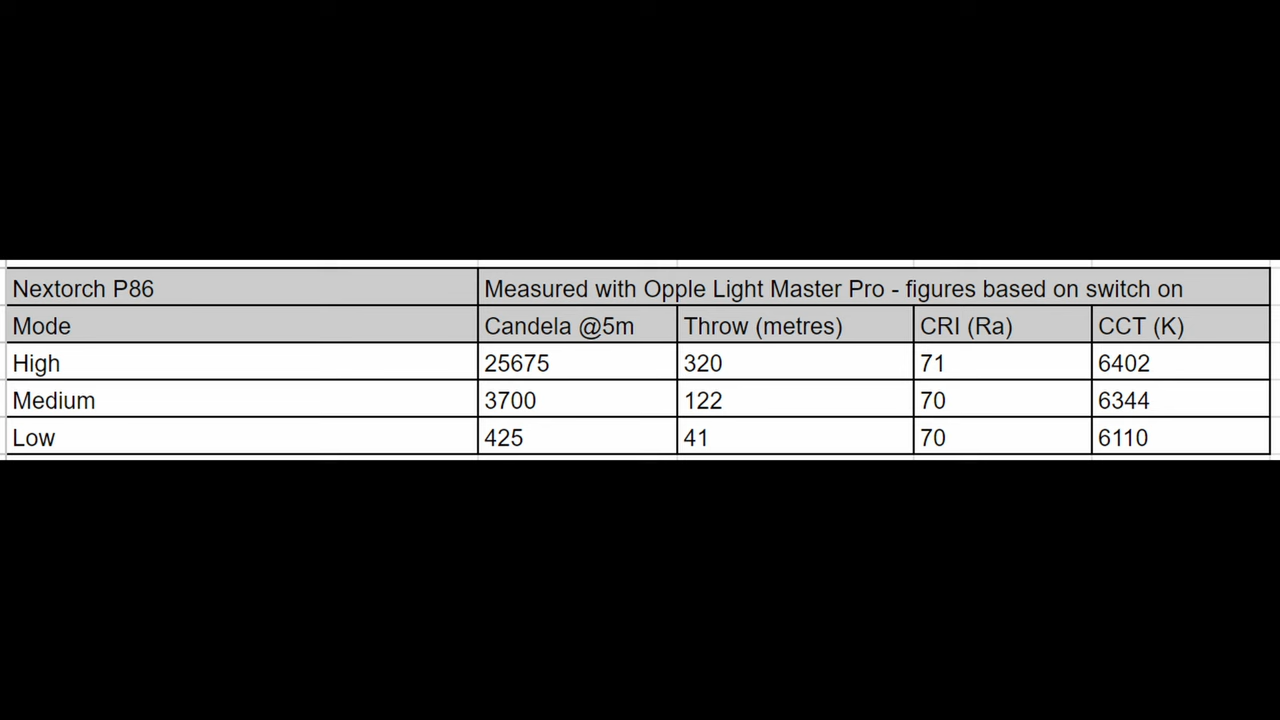 Nextorch P86 Measured with Opple Light Master Pro - figures based on switch on
Mode Candela @5m Throw (metres) CRI (Ra) CCT (K)
High 25675 320 71 6402
Medium 3700 122 70 6344
Low 425 41 70 6110